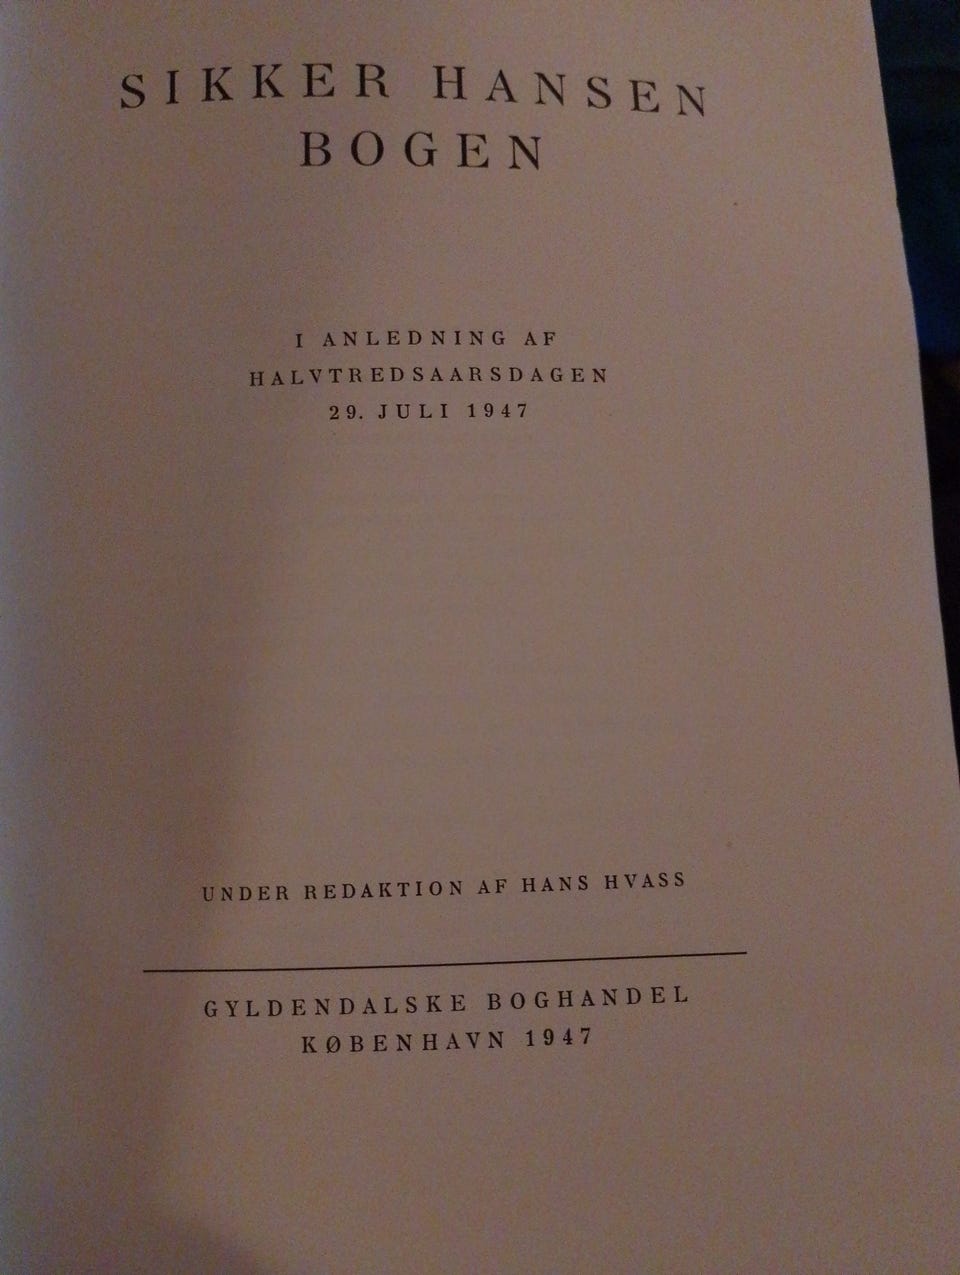 SIKKER HANSEN
BOGEN
I ANLEDNING AF
HALVTREDSAARSDAGEN
29. JULI 1947
UNDER REDAKTION AF HANS HVASS
GYLDENDALSKE BOGHANDEL
KØBENHAVN 1947